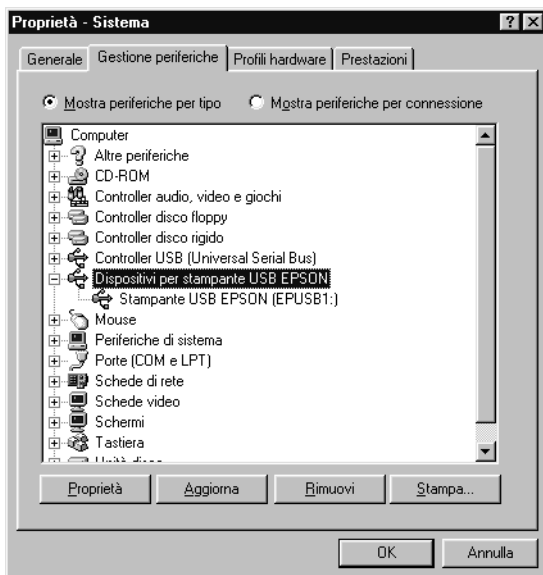 Proprietà - Sistema
Generale Gestione periferiche Profili hardware Prestazioni
Mostra periferiche per tipo Mostra periferiche per connessione
Computer
Altre periferiche
CD-ROM
Controller audio, video e giochi
Controller disco floppy
Controller disco rigido
Controller USB (Universal Serial Bus)
Dispositivi per stampante USB EPSON
Stampante USB EPSON (EPUSB1:)
Mouse
Periferiche di sistema
Porte (COM e LPT)
Schede di rete
Schede video
Schermi
Tastiera
Unità disco
Proprietà Aggiorna Rimuovi Stampa...
OK Annulla